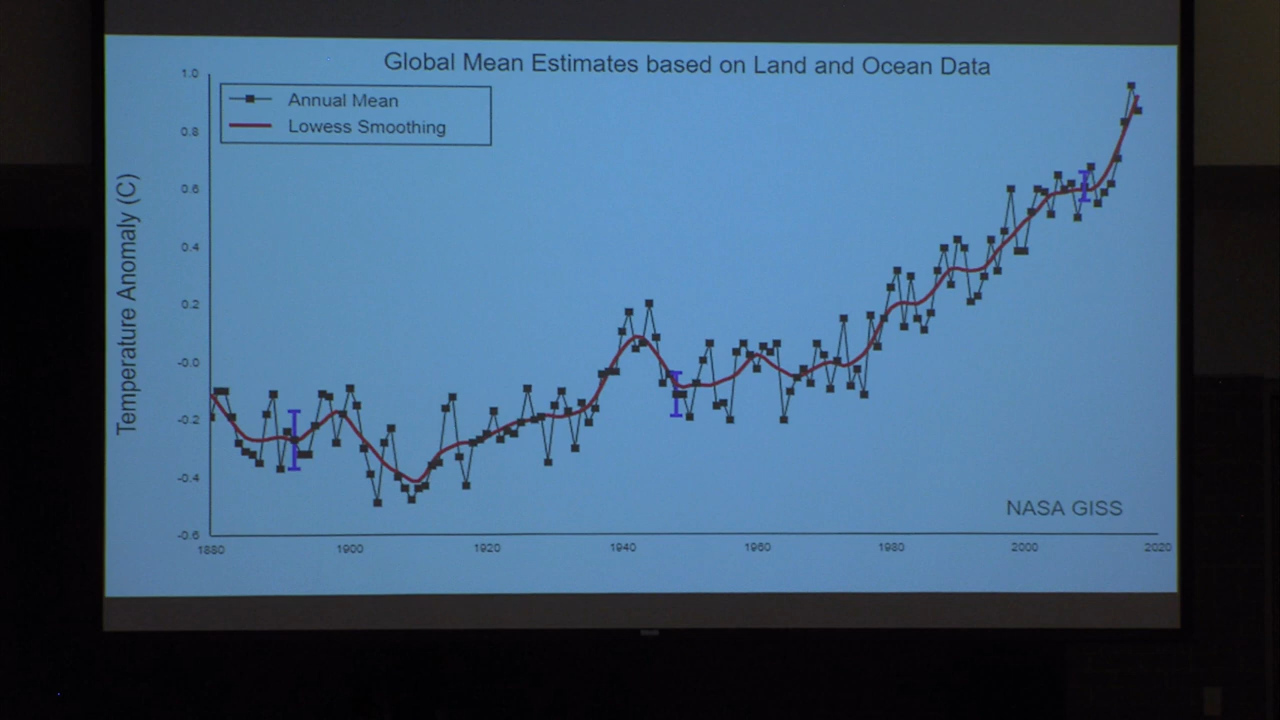 Global Mean Estimates based on Land and Ocean Data
Annual Mean
Lowess Smoothing
Temperature Anomaly (C)
1.0
0.8
0.6
0.4
0.2
-0.0
-0.2
-0.4
-0.6
NASA GISS
1880 1900 1920 1940 1960 1980 2000 2020